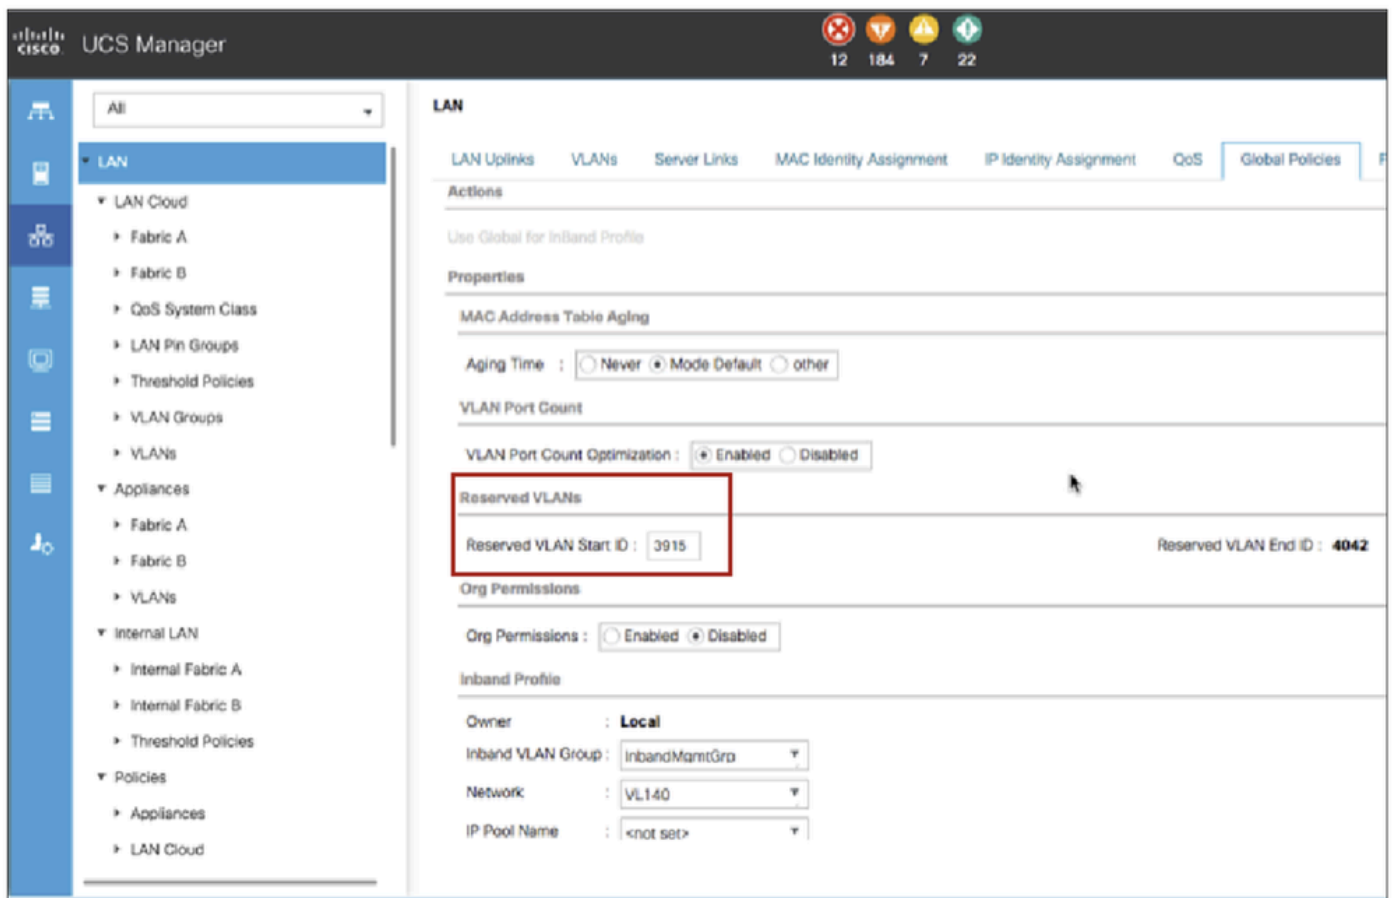 cisco UCS Manager
12 184 7 22
All
LAN
LAN Cloud
Fabric A
Fabric B
QoS System Class
LAN Pin Groups
Threshold Policies
VLAN Groups
VLANs
Appliances
Fabric A
Fabric B
VLANs
Internal LAN
Internal Fabric A
Internal Fabric B
Threshold Policies
Policies
Appliances
LAN Cloud
LAN
LAN Uplinks VLANs Server Links MAC Identity Assignment IP Identity Assignment QoS Global Policies
Actions
Use Global for InBand Profile
Properties
MAC Address Table Aging
Aging Time : Never Mode Default other
VLAN Port Count
VLAN Port Count Optimization : Enabled Disabled
Reserved VLANs
Reserved VLAN Start ID : 3915 Reserved VLAN End ID : 4042
Org Permissions
Org Permissions : Enabled Disabled
Inband Profile
Owner : Local
Inband VLAN Group : InbandMgmtGrp
Network : VL140
IP Pool Name : <not set>